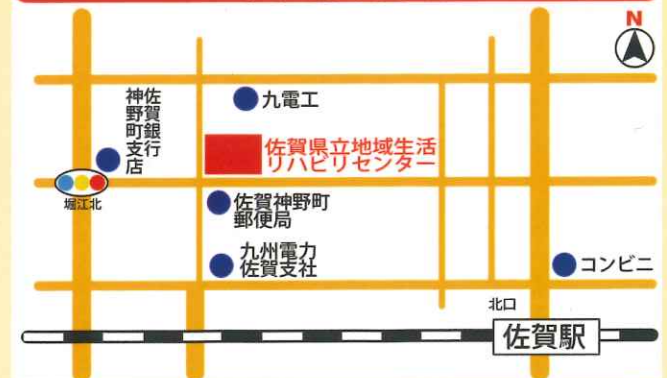 N
九電工
佐賀銀行
神野町支店
佐賀県立地域生活
リハビリセンター
堀江北
佐賀神野町
郵便局
九州電力
佐賀支社
コンビニ
北口
佐賀駅